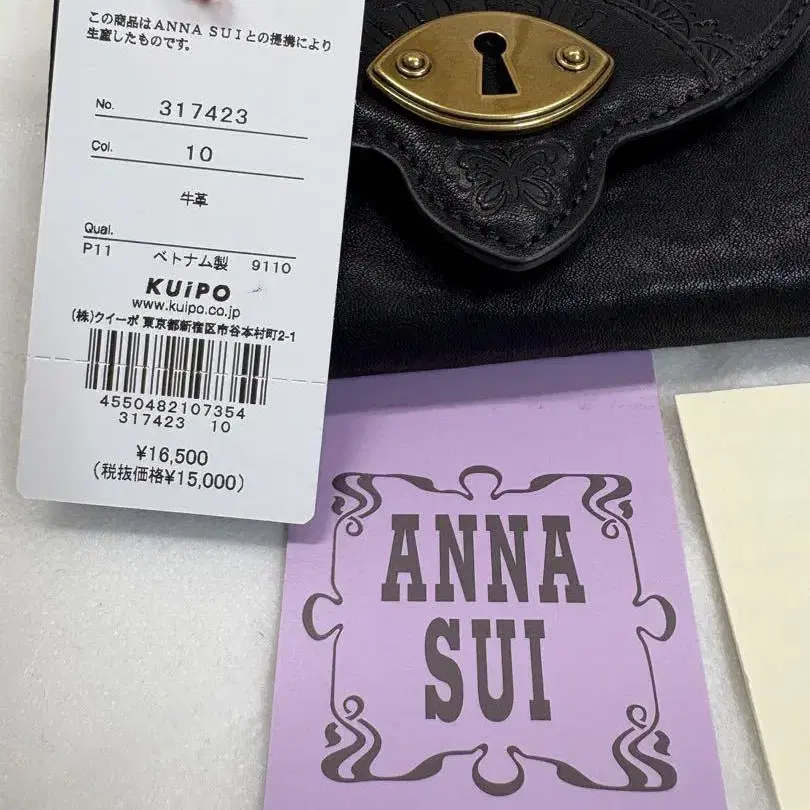 この商品はANNA SUIとの提携により
生産したものです。
No. 317423
Col. 10
牛革
Qual.
P11 ベトナム製 9110
KUiPO
www.kuipo.co.jp
(株)クイーポ 東京都新宿区市谷本村町2-1
4550482107354
317423 10
¥16,500
(税抜価格¥15,000)
ANNA
SUI